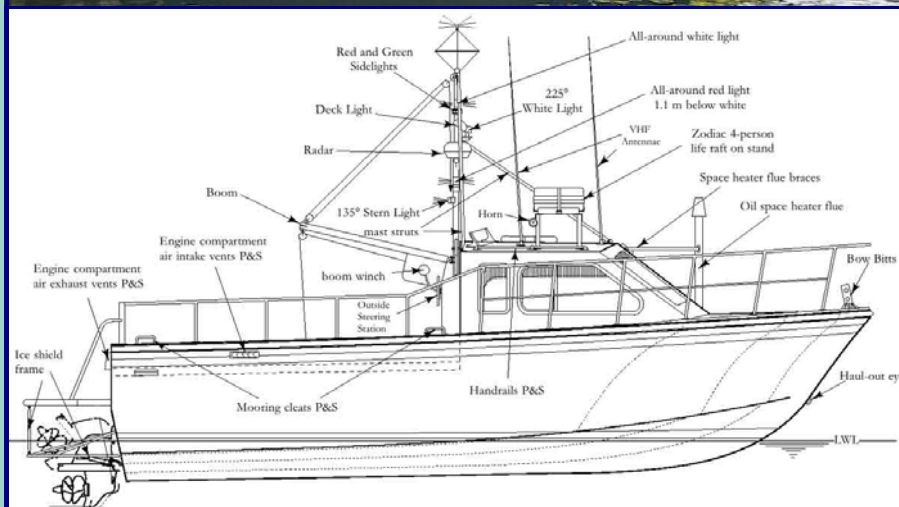 All-around white light
Red and Green
Sidelights
225°
White Light
All-around red light
1.1 m below white
Deck Light
VHF
Antennae
Zodiac 4-person
life raft on stand
Radar
Space heater flue braces
Boom
135° Stern Light
Horn
Oil space heater flue
mast struts
Engine compartment
air intake vents P&S
Engine compartment
air exhaust vents P&S
boom winch
Bow Bitts
Outside
Steering
Station
Ice shield
frame
Mooring cleats P&S
Handrails P&S
Haul-out ey
LWL